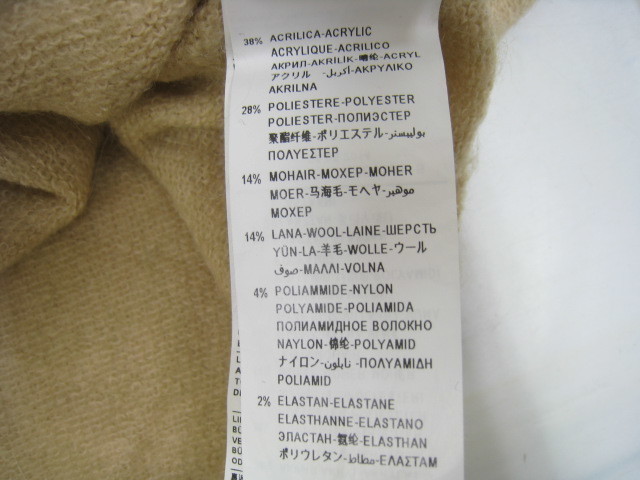 38% ACRILICA-ACRYLIC
ACRYLIQUE-ACRILICO
АКРИЛ-AKRILIK-腈纶-ACRYL
アクリル -أكريل-ΑΚΡΥΛΙΚΟ
AKRILNA
28% POLIESTERE-POLYESTER
POLIESTER-ПОЛИЭСТЕР
聚酯纤维-ポリエステル-بوليستر
ΠΟΛΥΕΣΤΕΡ
14% MOHAIR-МОХЕР-MOHER
MOER-马海毛-モヘヤ-موهير
ΜΟΧΕΡ
14% LANA-WOOL-LAINE-ШЕРСТЬ
YÜN-LA-羊毛-WOLLE-ウール
صوف-ΜΑΛΛΙ-VOLNA
4% POLIAMMIDE-NYLON
POLYAMIDE-POLIAMIDA
ПОЛИАМИДНОЕ ВОЛОКНО
NAYLON-锦纶-POLYAMID
ナイロン-نايلون-ΠΟΛΥΑΜΙΔΗ
POLIAMID
2% ELASTAN-ELASTANE
ELASTHANNE-ELASTANO
ЭЛАСТАН-氨纶-ELASTHAN
ポリウレタン-مطاط-ΕΛΑΣΤΑΜ